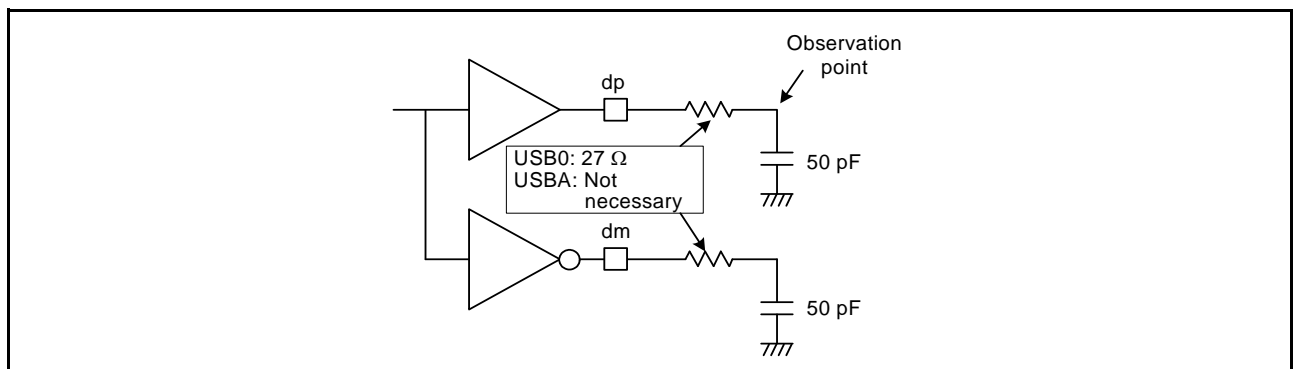 Observation
point
dp
USB0: 27 Ω
USBA: Not
necessary
50 pF
dm
50 pF